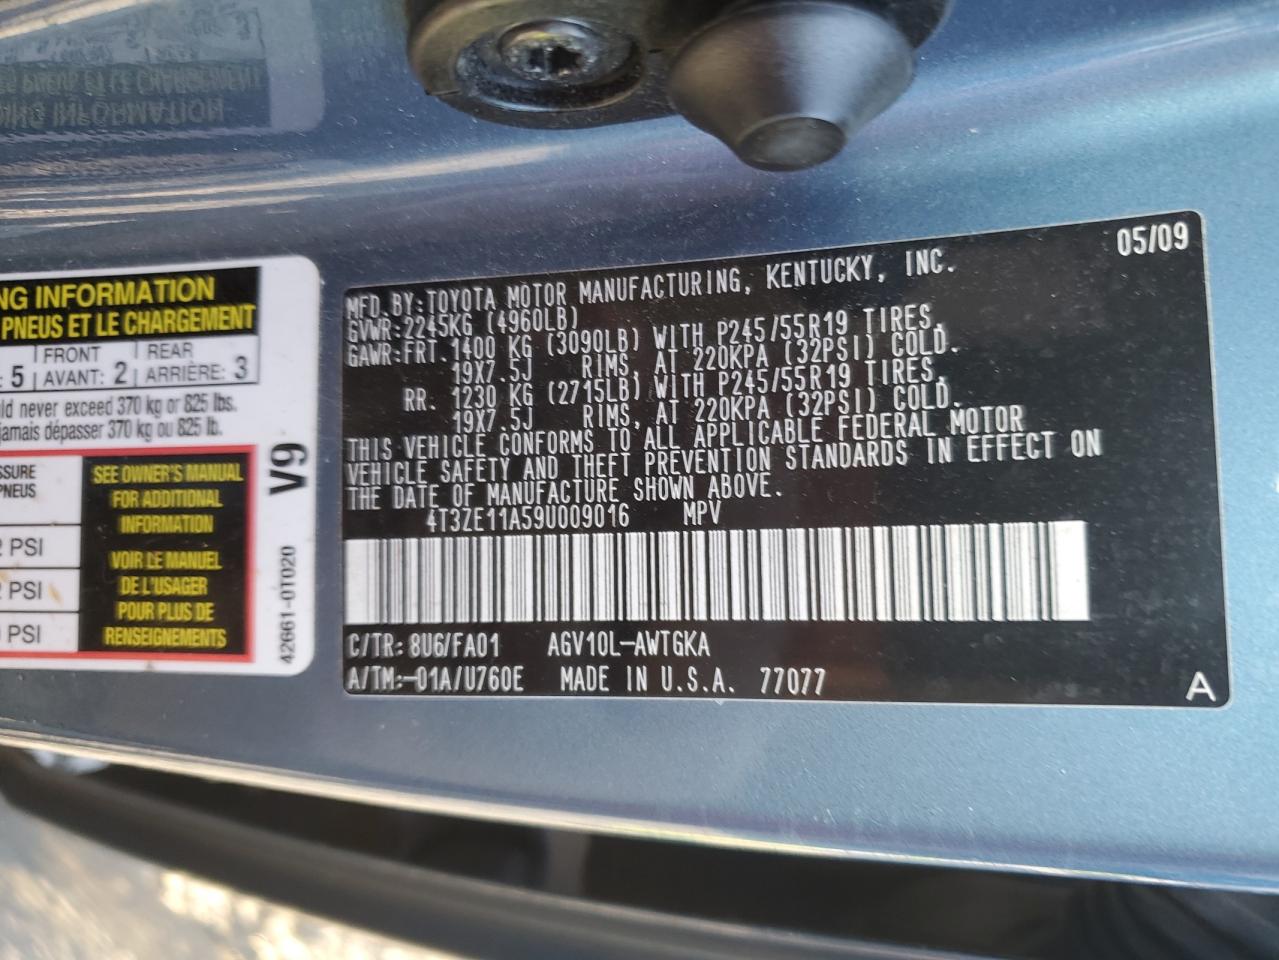 NG INFORMATION
PNEUS ET LE CHARGEMENT
: 5 | FRONT AVANT: 2 | REAR ARRIÈRE: 3
ld never exceed 370 kg or 825 lbs.
jamais dépasser 370 kg ou 825 lb.
SSURE
PNEUS
2 PSI
2 PSI
0 PSI
SEE OWNER'S MANUAL
FOR ADDITIONAL
INFORMATION
VOIR LE MANUEL
DE L'USAGER
POUR PLUS DE
RENSEIGNEMENTS
V9
42661-0T020
05/09
MFD.BY:TOYOTA MOTOR MANUFACTURING, KENTUCKY, INC.
GVWR:2245KG (4960LB)
GAWR:FRT.1400 KG (3090LB) WITH P245/55R19 TIRES,
19X7.5J RIMS, AT 220KPA (32PSI) COLD.
RR. 1230 KG (2715LB) WITH P245/55R19 TIRES,
19X7.5J RIMS, AT 220KPA (32PSI) COLD.
THIS VEHICLE CONFORMS TO ALL APPLICABLE FEDERAL MOTOR
VEHICLE SAFETY AND THEFT PREVENTION STANDARDS IN EFFECT ON
THE DATE OF MANUFACTURE SHOWN ABOVE.
4T3ZE11A59U009016 MPV
C/TR: 8U6/FA01 AGV10L-AWTGKA
A/TM:-01A/U760E MADE IN U.S.A. 77077
A